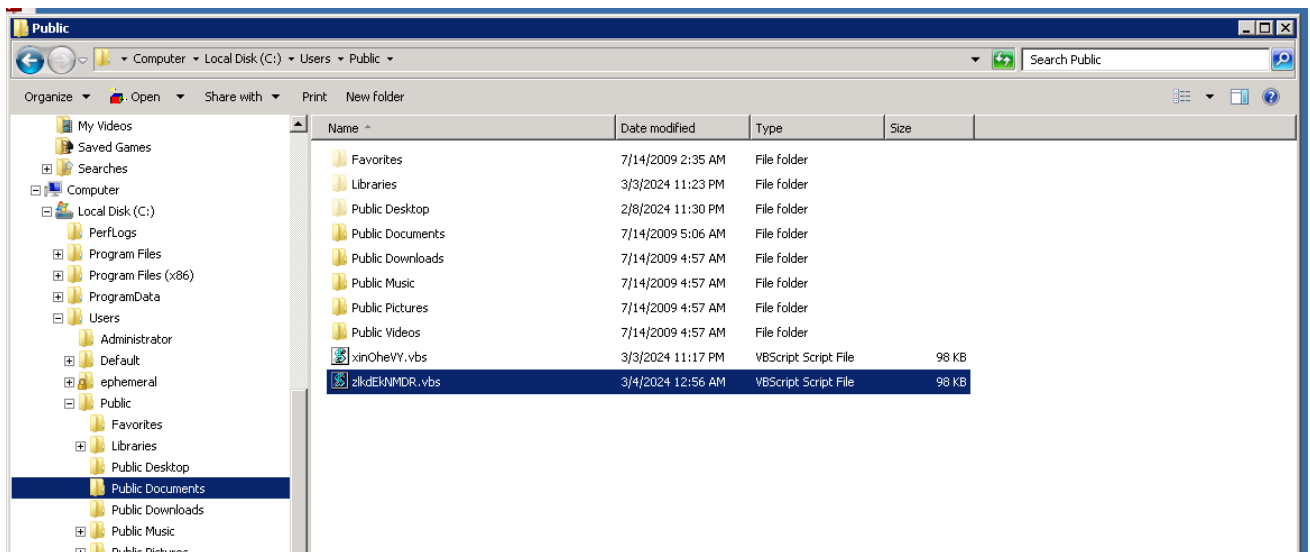 Public
Computer Local Disk (C:) Users Public
Search Public
Organize Open Share with Print New folder
My Videos
Saved Games
Searches
Computer
Local Disk (C:)
PerfLogs
Program Files
Program Files (x86)
ProgramData
Users
Administrator
Default
ephemeral
Public
Favorites
Libraries
Public Desktop
Public Documents
Public Downloads
Public Music
Public Pictures
Name Date modified Type Size
Favorites 7/14/2009 2:35 AM File folder
Libraries 3/3/2024 11:23 PM File folder
Public Desktop 2/8/2024 11:30 PM File folder
Public Documents 7/14/2009 5:06 AM File folder
Public Downloads 7/14/2009 4:57 AM File folder
Public Music 7/14/2009 4:57 AM File folder
Public Pictures 7/14/2009 4:57 AM File folder
Public Videos 7/14/2009 4:57 AM File folder
xinOheVY.vbs 3/3/2024 11:17 PM VBScript Script File 98 KB
zlkdEkNMDR.vbs 3/4/2024 12:56 AM VBScript Script File 98 KB